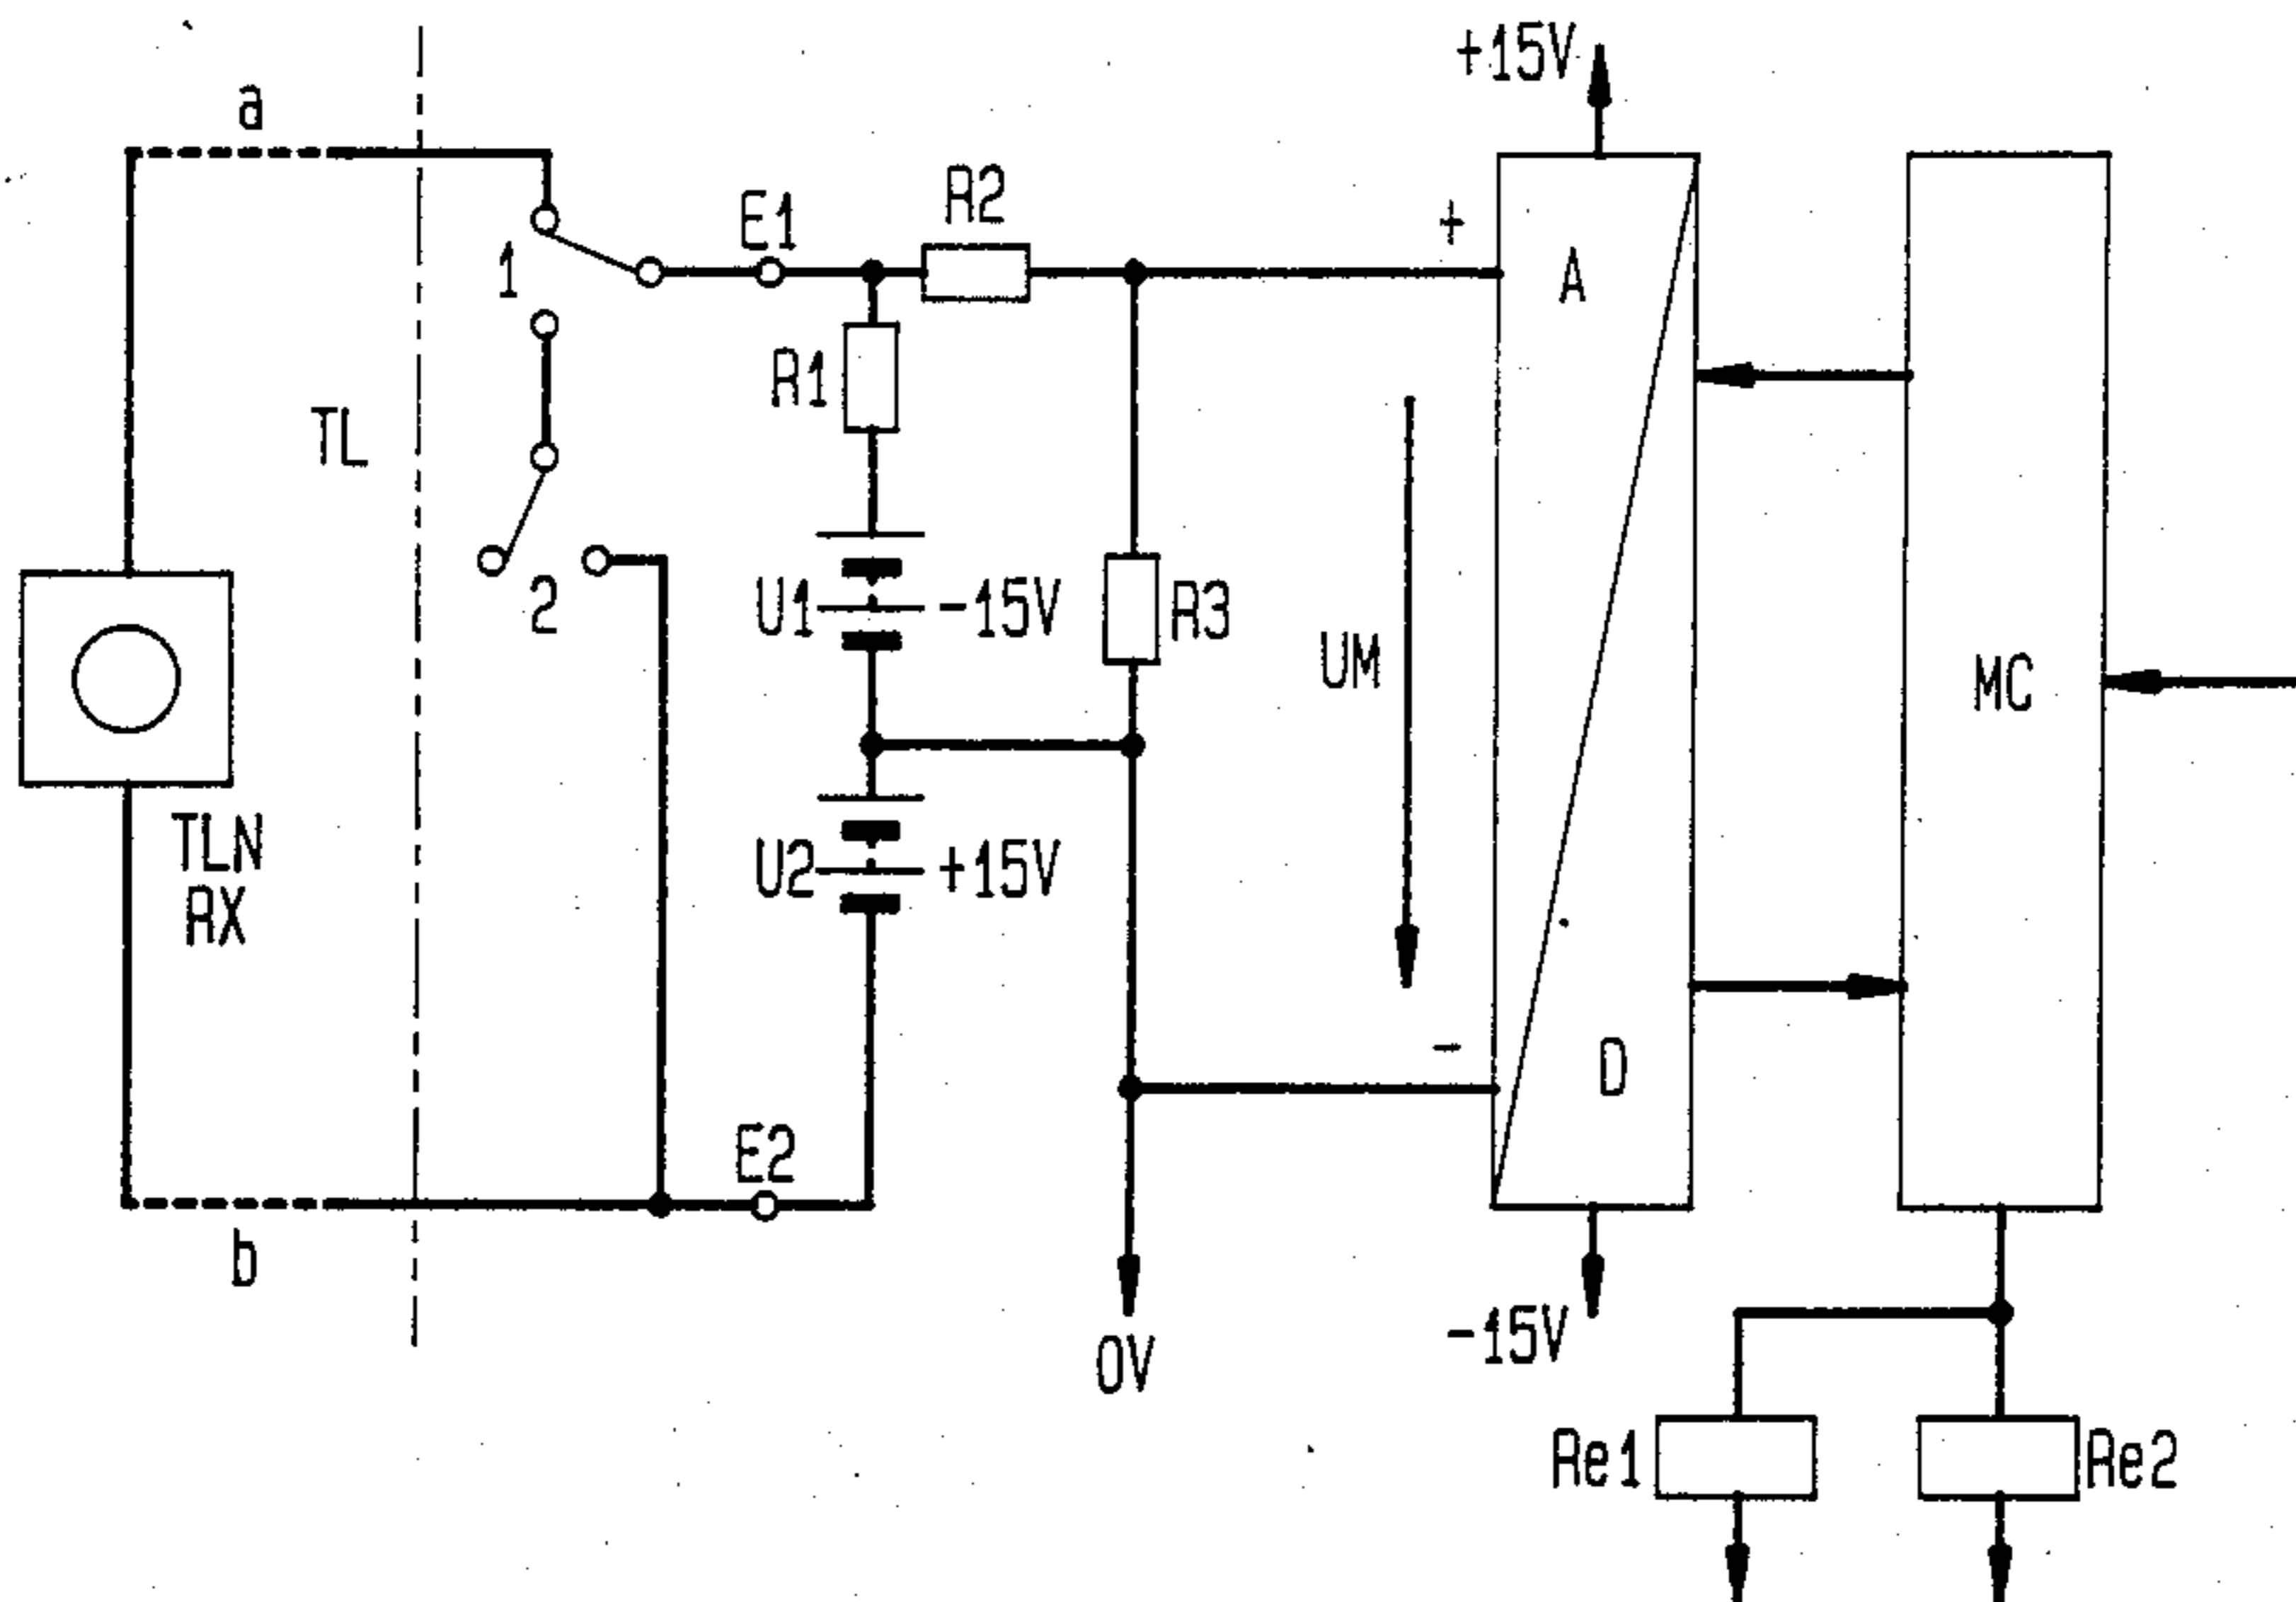 +15V
a
E1
R2
+
1
A
R1
TL
U1
-15V
R3
2
UM
MC
TLN
RX
U2
+15V
-
D
E2
b
-15V
0V
Re1
Re2